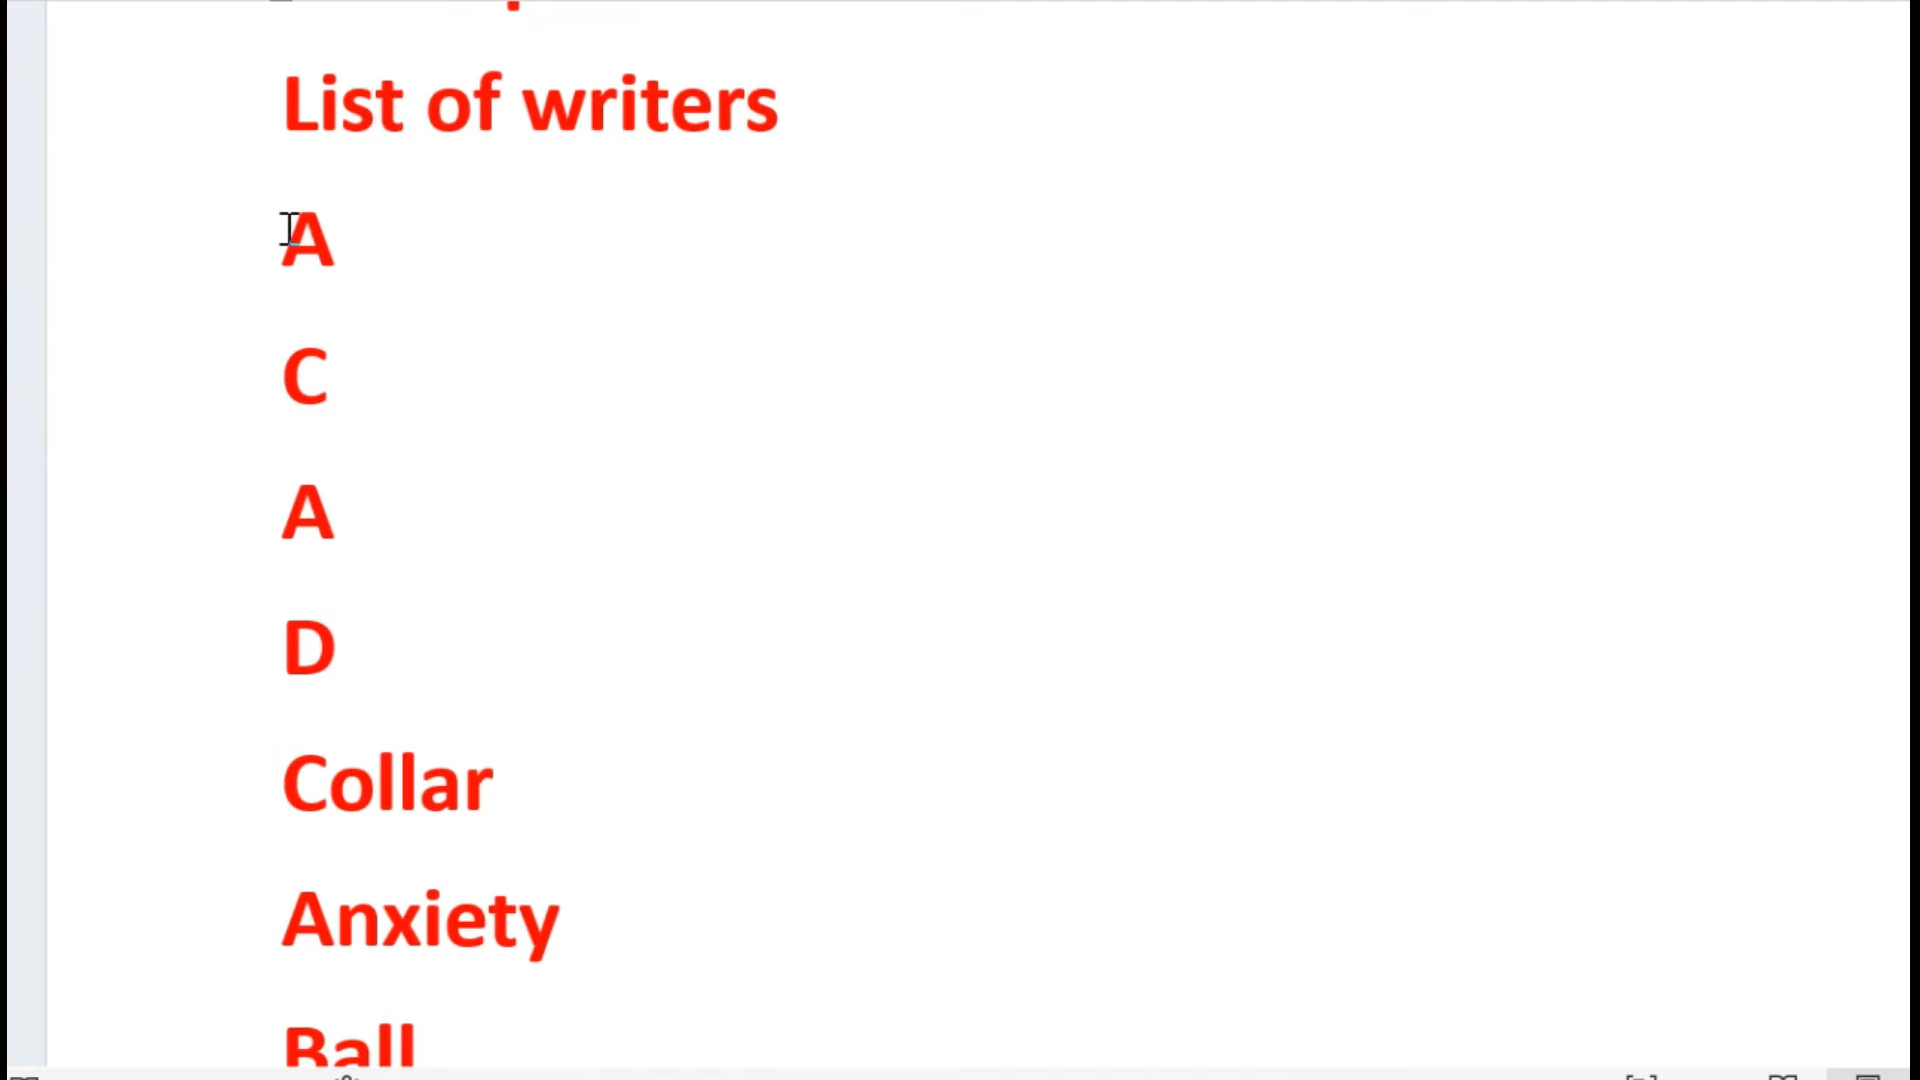 List of writers
A
C
A
D
Collar
Anxiety
Ball